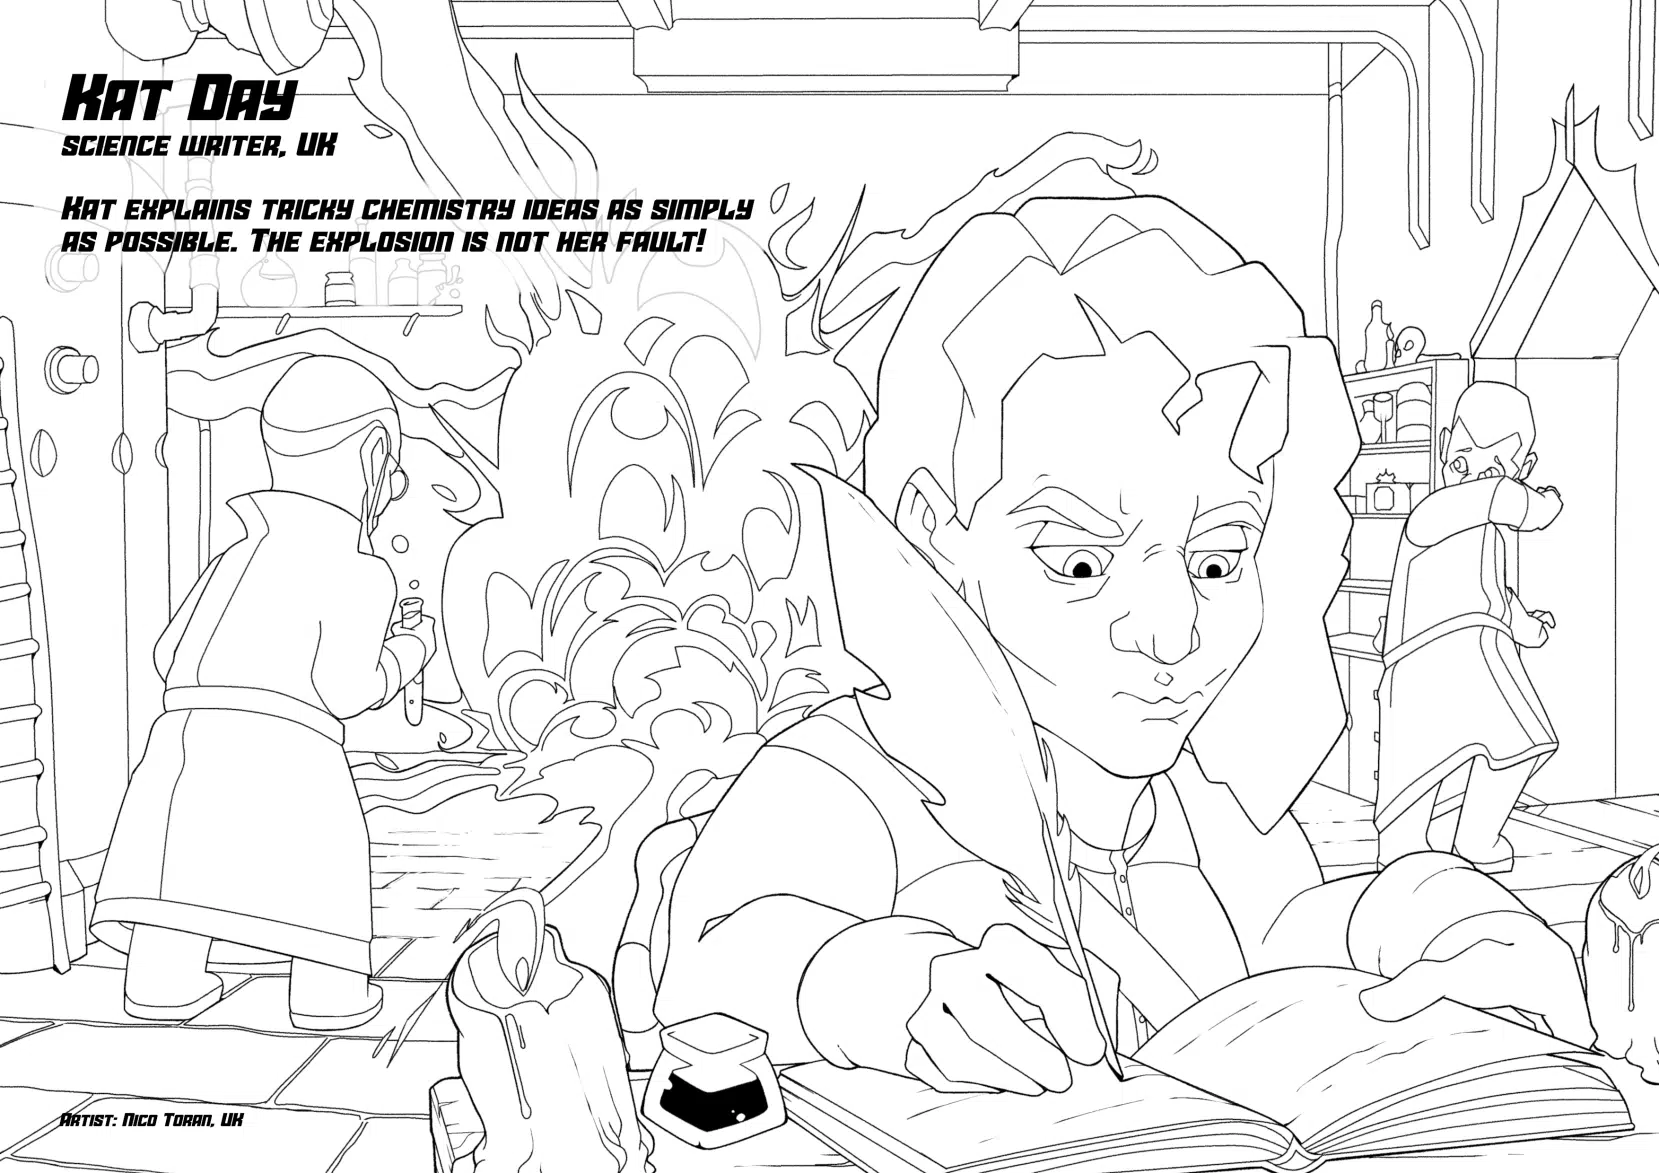 Kat Day
science writer, UK
Kat explains tricky chemistry ideas as simply
as possible. The explosion is not her fault!
Artist: Nico Toran, UK